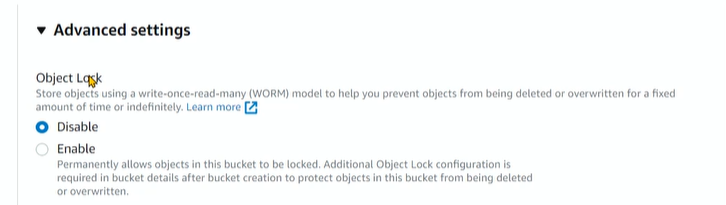 ▼ Advanced settings
Object Lock
Store objects using a write-once-read-many (WORM) model to help you prevent objects from being deleted or overwritten for a fixed
amount of time or indefinitely. Learn more
Disable
Enable
Permanently allows objects in this bucket to be locked. Additional Object Lock configuration is
required in bucket details after bucket creation to protect objects in this bucket from being deleted
or overwritten.